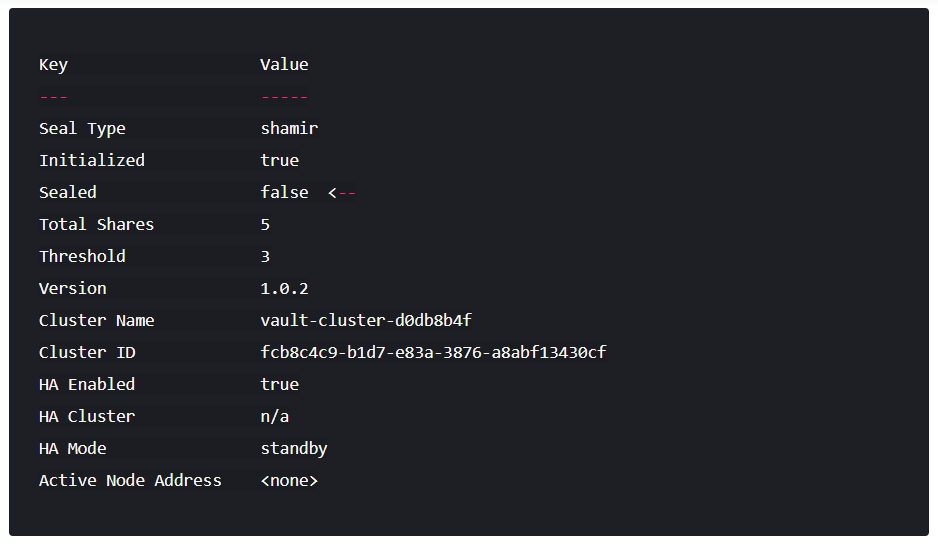 Key Value
--- -----
Seal Type shamir
Initialized true
Sealed false <--
Total Shares 5
Threshold 3
Version 1.0.2
Cluster Name vault-cluster-d0db8b4f
Cluster ID fcb8c4c9-b1d7-e83a-3876-a8abf13430cf
HA Enabled true
HA Cluster n/a
HA Mode standby
Active Node Address <none>